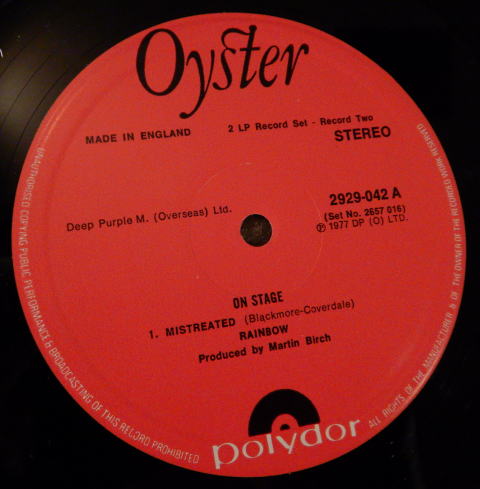 Oyster
MADE IN ENGLAND
2 LP Record Set - Record Two
STEREO
2929-042 A
(Set No. 2657 016)
Ⓟ 1977 DP (O) LTD.
Deep Purple M. (Overseas) Ltd.
ON STAGE
1. MISTREATED (Blackmore-Coverdale)
RAINBOW
Produced by Martin Birch
polydor
ALL RIGHTS OF THE MANUFACTURER & OF THE OWNER OF THE RECORDED WORK RESERVED
UNAUTHORISED COPYING PUBLIC PERFORMANCE & BROADCASTING OF THIS RECORD PROHIBITED